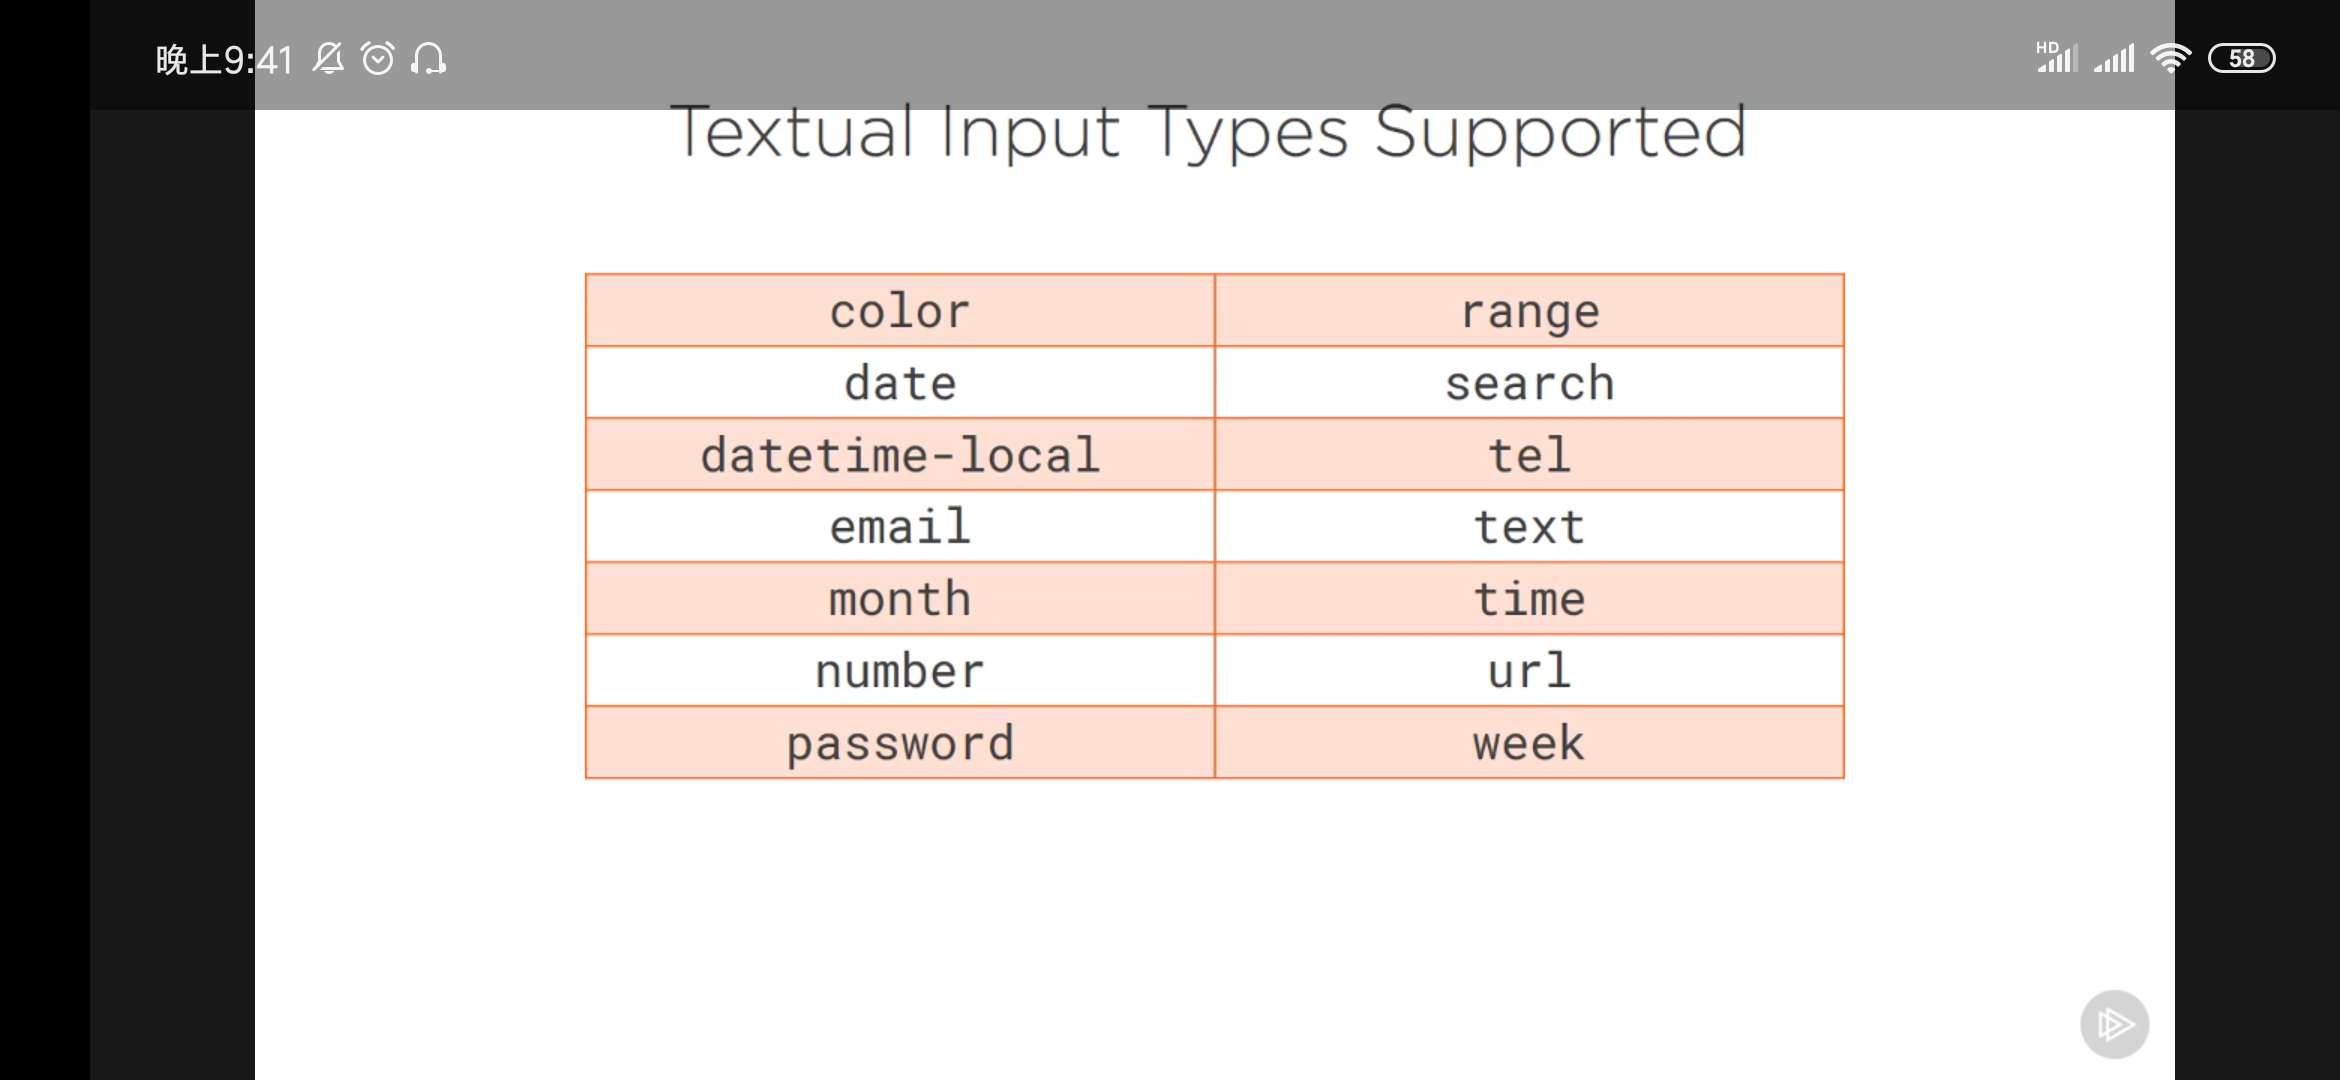 晚上9:41
HD
58
Textual Input Types Supported
color range
date search
datetime-local tel
email text
month time
number url
password week